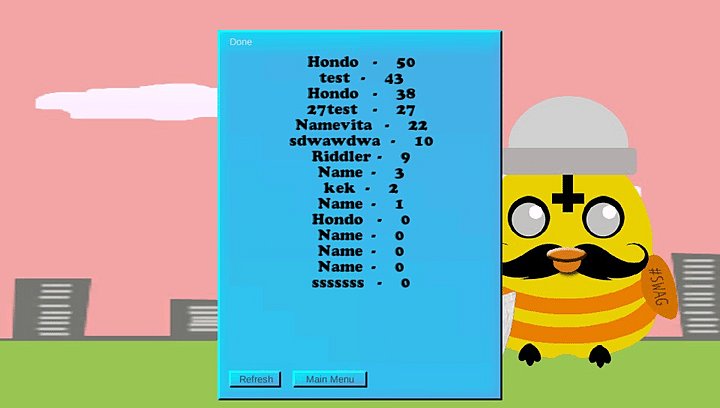 Done
Hondo - 50
test - 43
Hondo - 38
27test - 27
Namevita - 22
sdwawdwa - 10
Riddler - 9
Name - 3
kek - 2
Name - 1
Hondo - 0
Name - 0
Name - 0
Name - 0
sssssss - 0
#SWAG
Refresh
Main Menu